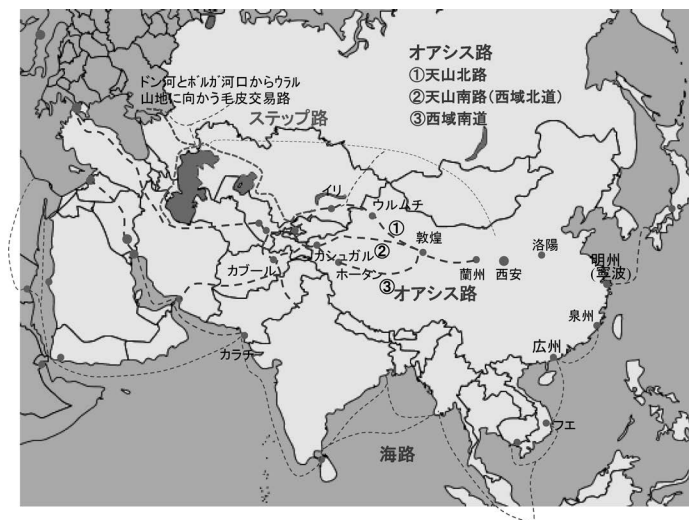 オアシス路
①天山北路
②天山南路(西域北道)
③西域南道
ドン河とボルガ河口からウラル
山地に向かう毛皮交易路
ステップ路
イリ
ウルムチ
①
敦煌
②
カシュガル
ホータン
③
オアシス路
カブール
蘭州
西安
洛陽
明州
(寧波)
泉州
広州
カラチ
フエ
海路